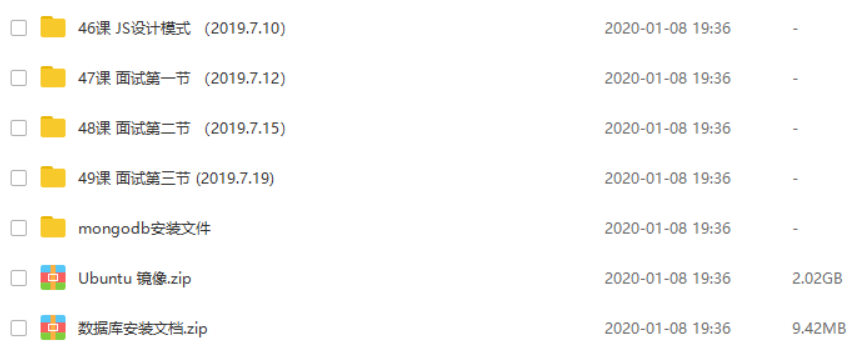 46课 JS设计模式 （2019.7.10） 2020-01-08 19:36 -
47课 面试第一节 （2019.7.12） 2020-01-08 19:36 -
48课 面试第二节 （2019.7.15） 2020-01-08 19:36 -
49课 面试第三节 (2019.7.19) 2020-01-08 19:36 -
mongodb安装文件 2020-01-08 19:36 -
Ubuntu 镜像.zip 2020-01-08 19:36 2.02GB
数据库安装文档.zip 2020-01-08 19:36 9.42MB